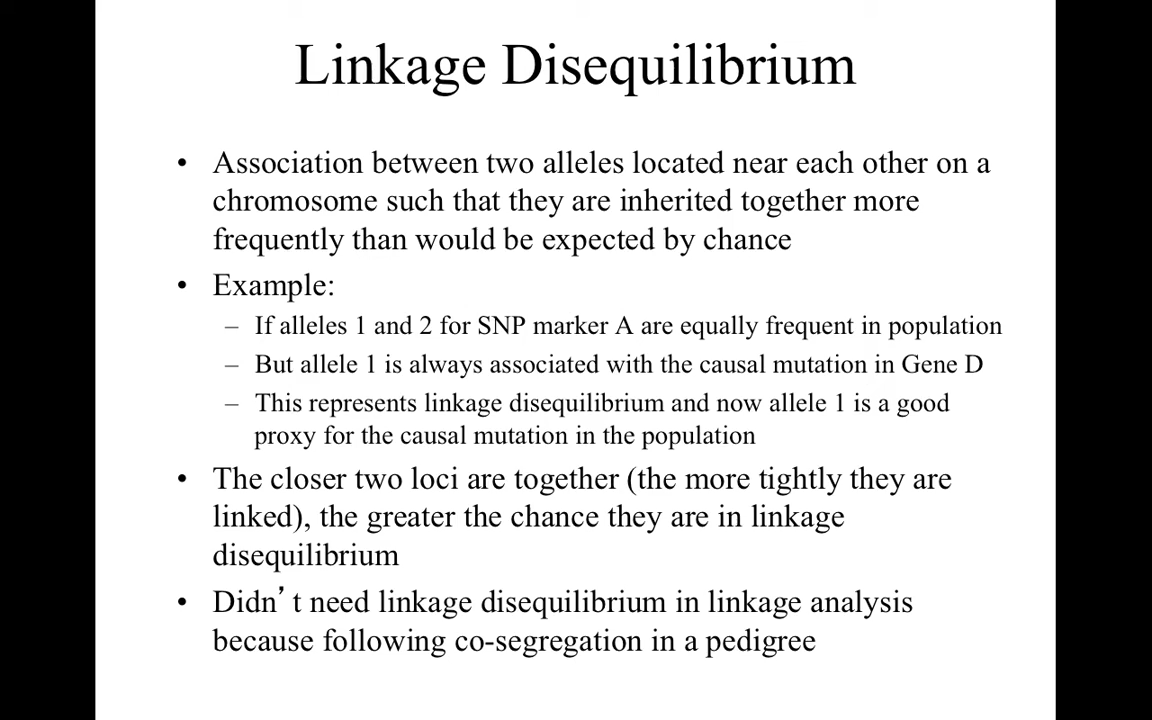 Linkage Disequilibrium
• Association between two alleles located near each other on a
chromosome such that they are inherited together more
frequently than would be expected by chance
• Example:
– If alleles 1 and 2 for SNP marker A are equally frequent in population
– But allele 1 is always associated with the causal mutation in Gene D
– This represents linkage disequilibrium and now allele 1 is a good
proxy for the causal mutation in the population
• The closer two loci are together (the more tightly they are
linked), the greater the chance they are in linkage
disequilibrium
• Didn’t need linkage disequilibrium in linkage analysis
because following co-segregation in a pedigree